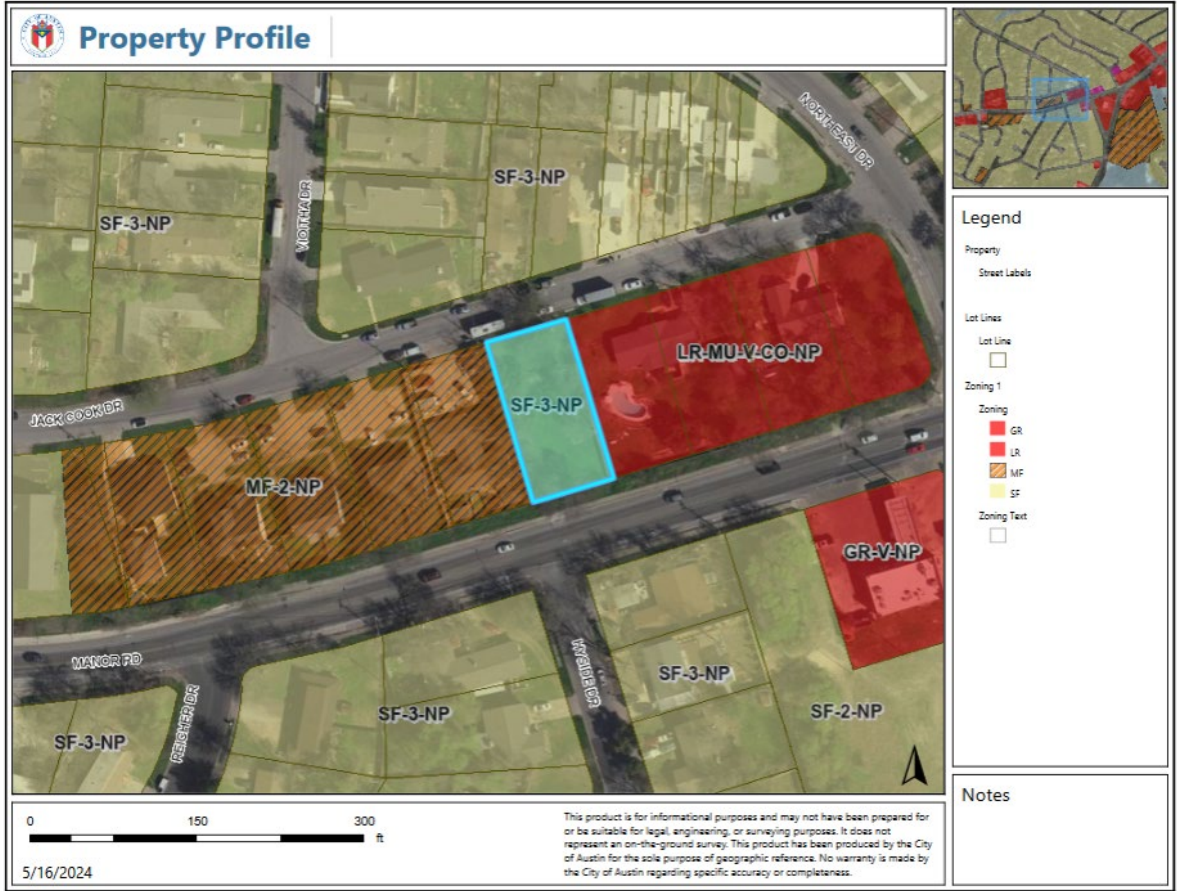 Property Profile
NORTHEAST DR
SF-3-NP
SF-3-NP
VIOITHA DR
LR-MU-V-CO-NP
SF-3-NP
JACK COOK DR
MF-2-NP
GR-V-NP
MANOR RD
SF-3-NP
SF-2-NP
SF-3-NP
REICHER DR
SF-3-NP
Legend
Property
Street Labels
Lot Lines
Lot Line
Zoning 1
Zoning
GR
LR
MF
SF
Zoning Text
Notes
0 150 300
ft
5/16/2024
This product is for informational purposes and may not have been prepared for
or be suitable for legal, engineering, or surveying purposes. It does not
represent an on-the-ground survey. This product has been produced by the City
of Austin for the sole purpose of geographic reference. No warranty is made by
the City of Austin regarding specific accuracy or completeness.